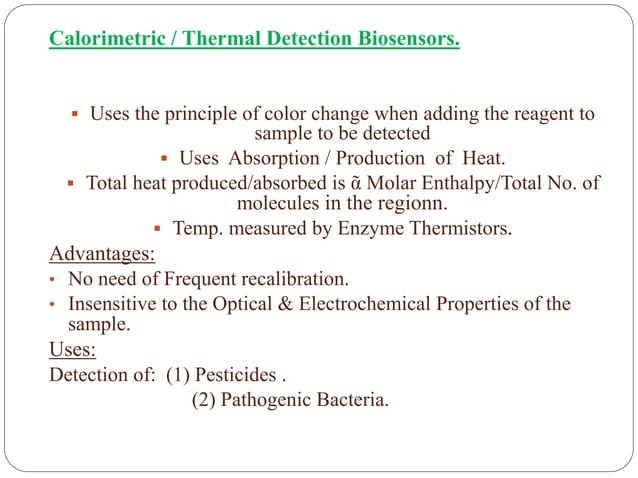 Calorimetric / Thermal Detection Biosensors.
▪ Uses the principle of color change when adding the reagent to
sample to be detected
▪ Uses Absorption / Production of Heat.
▪ Total heat produced/absorbed is ᾶ Molar Enthalpy/Total No. of
molecules in the regionn.
▪ Temp. measured by Enzyme Thermistors.
Advantages:
• No need of Frequent recalibration.
• Insensitive to the Optical & Electrochemical Properties of the
sample.
Uses:
Detection of: (1) Pesticides .
(2) Pathogenic Bacteria.